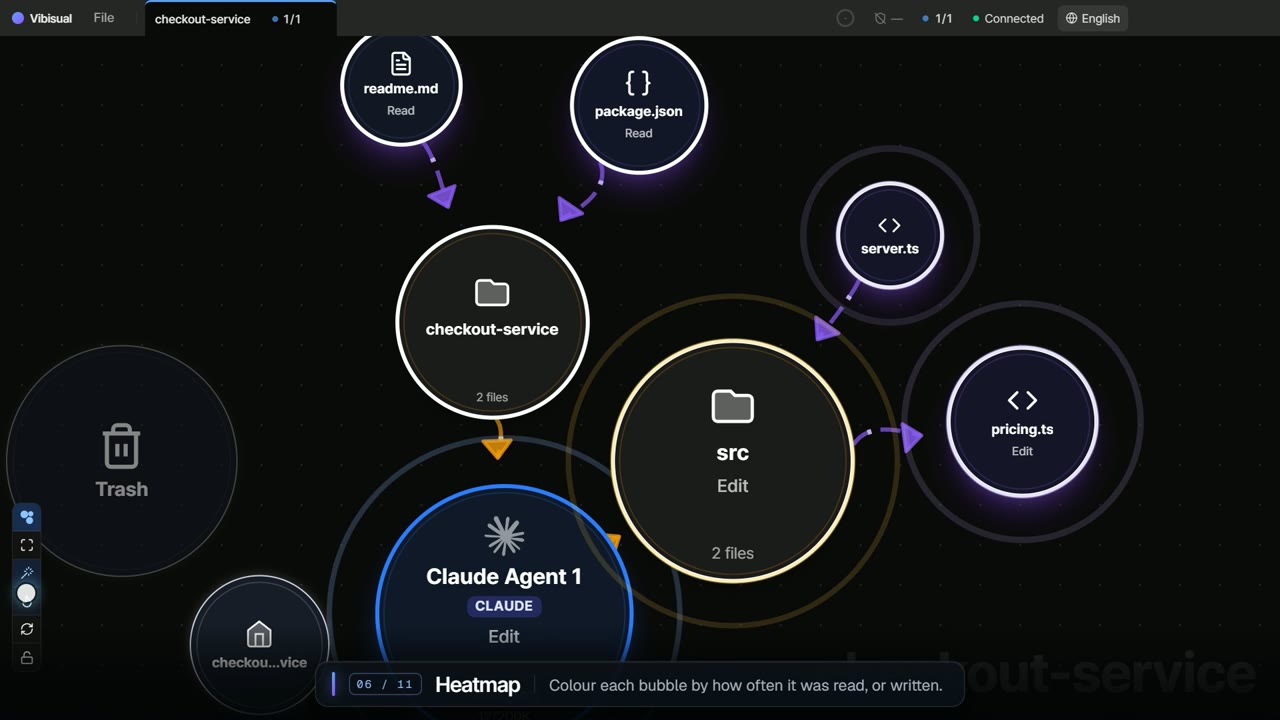 Vibisual File checkout-service 1/1 — 1/1 Connected English
readme.md
Read
package.json
Read
server.ts
checkout-service
2 files
pricing.ts
Edit
src
Edit
2 files
Trash
Claude Agent 1
CLAUDE
Edit
checkou...vice
06 / 11 Heatmap Colour each bubble by how often it was read, or written.